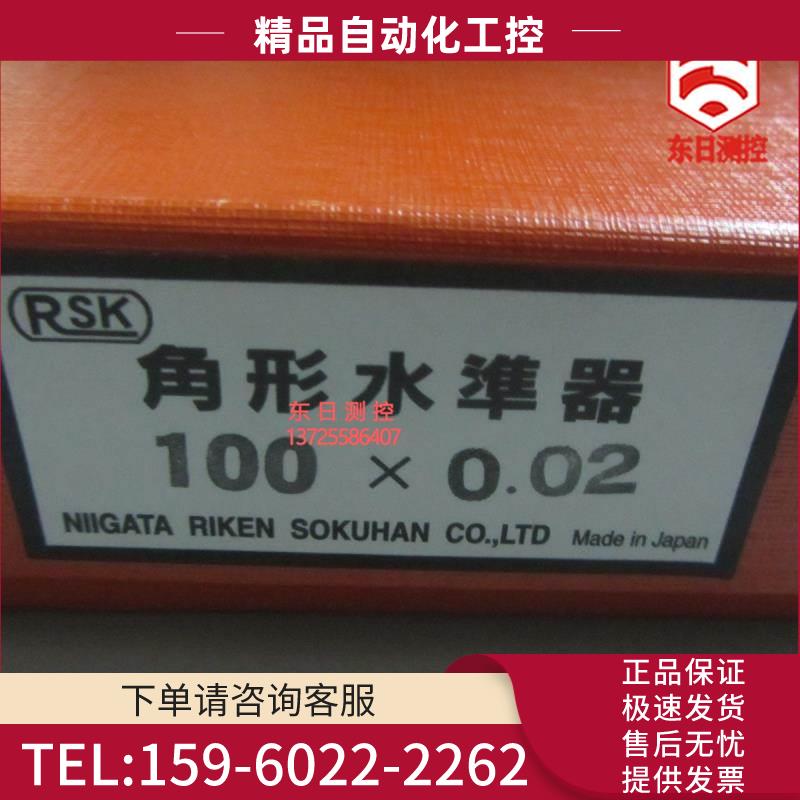 精品自动化工控
东日测控
RSK
角形水準器
东日测控
13725586407
100 × 0.02
NIIGATA RIKEN SOKUHAN CO.,LTD Made in Japan
下单请咨询客服
TEL:159-6022-2262
正品保证
极速发货
售后无忧
提供发票